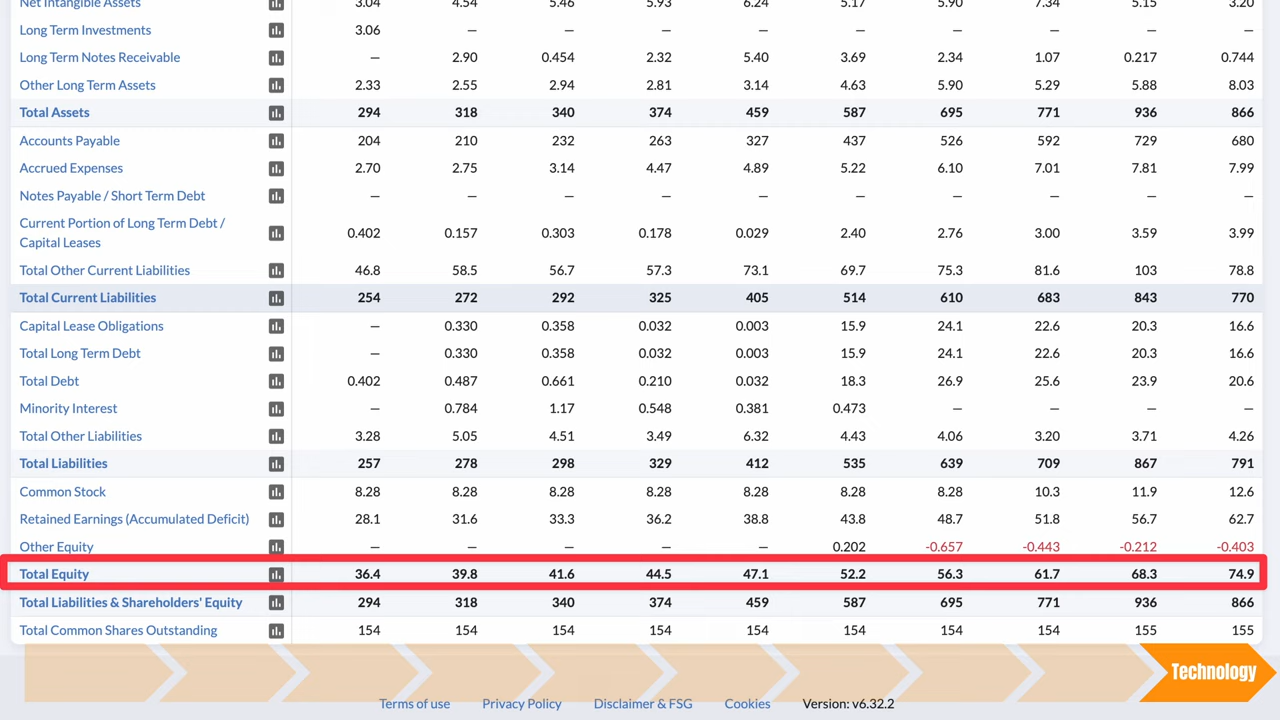 Net Intangible Assets 3.04 4.54 5.46 5.93 6.24 5.17 5.90 7.34 5.15 3.20
Long Term Investments 3.06 — — — — — — — — —
Long Term Notes Receivable — 2.90 0.454 2.32 5.40 3.69 2.34 1.07 0.217 0.744
Other Long Term Assets 2.33 2.55 2.94 2.81 3.14 4.63 5.90 5.29 5.88 8.03
Total Assets 294 318 340 374 459 587 695 771 936 866
Accounts Payable 204 210 232 263 327 437 526 592 729 680
Accrued Expenses 2.70 2.75 3.14 4.47 4.89 5.22 6.10 7.01 7.81 7.99
Notes Payable / Short Term Debt — — — — — — — — — —
Current Portion of Long Term Debt /
Capital Leases 0.402 0.157 0.303 0.178 0.029 2.40 2.76 3.00 3.59 3.99
Total Other Current Liabilities 46.8 58.5 56.7 57.3 73.1 69.7 75.3 81.6 103 78.8
Total Current Liabilities 254 272 292 325 405 514 610 683 843 770
Capital Lease Obligations — 0.330 0.358 0.032 0.003 15.9 24.1 22.6 20.3 16.6
Total Long Term Debt — 0.330 0.358 0.032 0.003 15.9 24.1 22.6 20.3 16.6
Total Debt 0.402 0.487 0.661 0.210 0.032 18.3 26.9 25.6 23.9 20.6
Minority Interest — 0.784 1.17 0.548 0.381 0.473 — — — —
Total Other Liabilities 3.28 5.05 4.51 3.49 6.32 4.43 4.06 3.20 3.71 4.26
Total Liabilities 257 278 298 329 412 535 639 709 867 791
Common Stock 8.28 8.28 8.28 8.28 8.28 8.28 8.28 10.3 11.9 12.6
Retained Earnings (Accumulated Deficit) 28.1 31.6 33.3 36.2 38.8 43.8 48.7 51.8 56.7 62.7
Other Equity — — — — — 0.202 -0.657 -0.443 -0.212 -0.403
Total Equity 36.4 39.8 41.6 44.5 47.1 52.2 56.3 61.7 68.3 74.9
Total Liabilities & Shareholders' Equity 294 318 340 374 459 587 695 771 936 866
Total Common Shares Outstanding 154 154 154 154 154 154 154 154 155 155
Technology
Terms of use Privacy Policy Disclaimer & FSG Cookies Version: v6.32.2